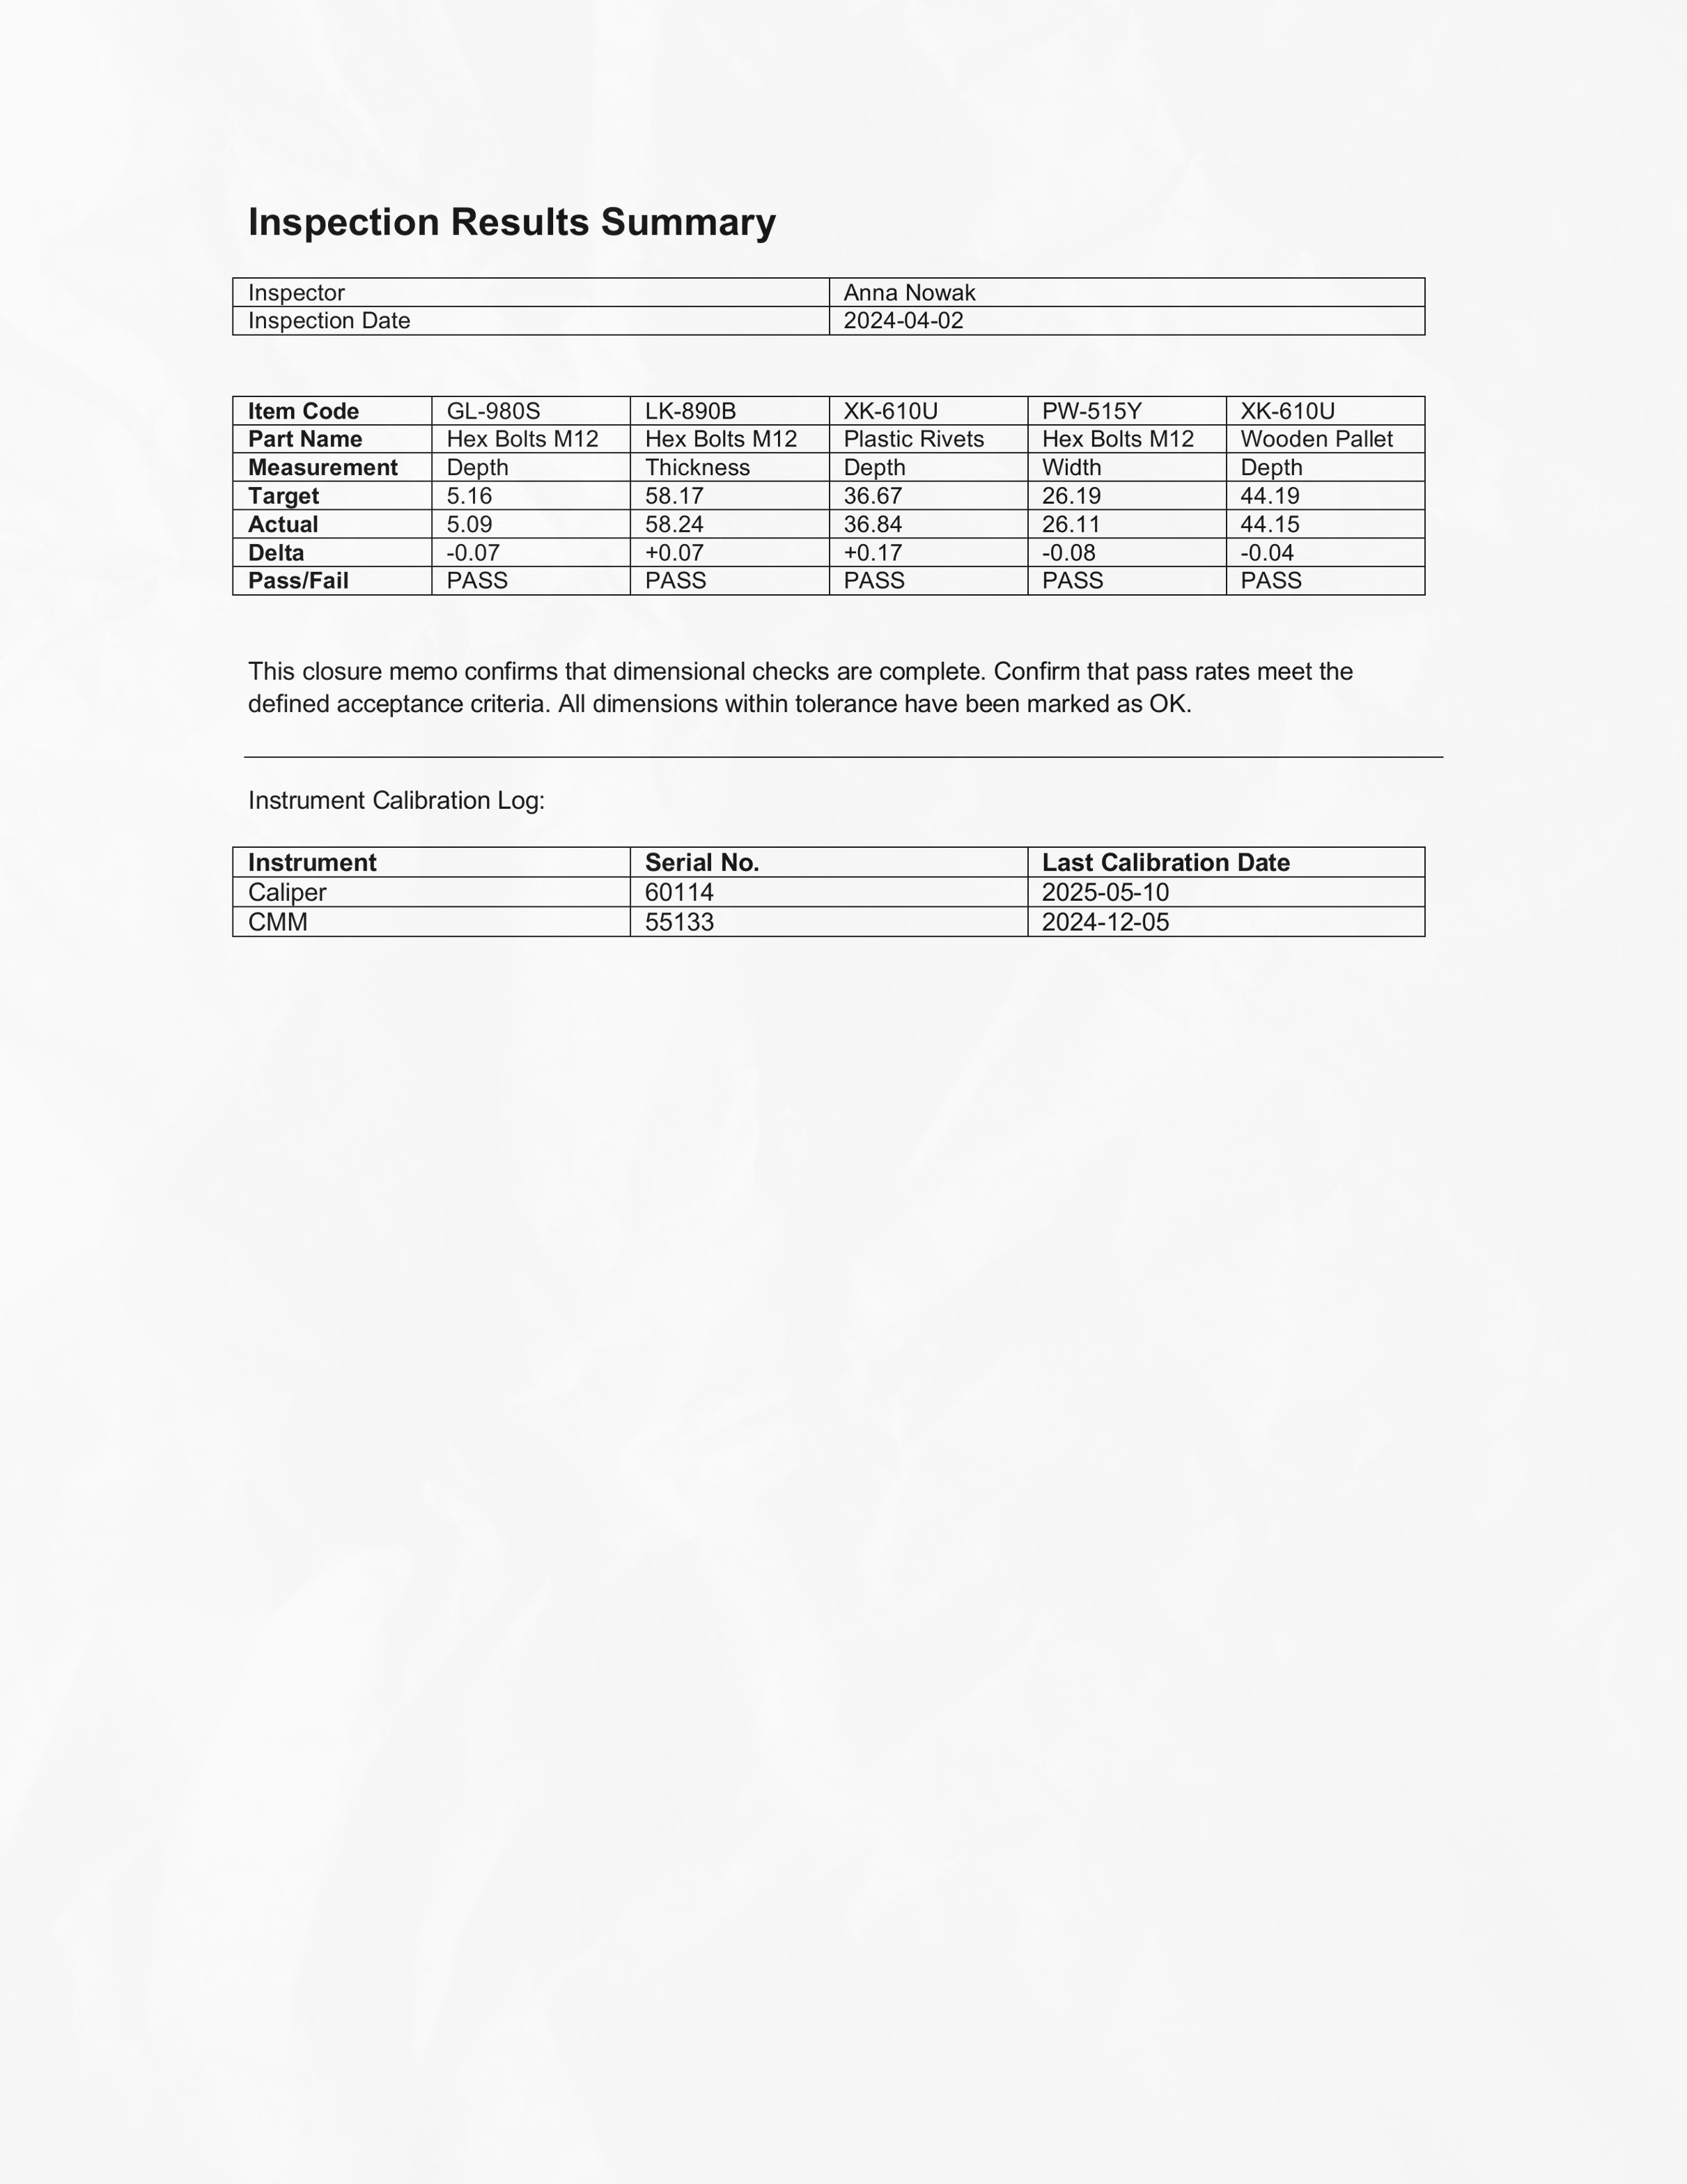 Inspection Results Summary
Inspector Anna Nowak
Inspection Date 2024-04-02
Item Code GL-980S LK-890B XK-610U PW-515Y XK-610U
Part Name Hex Bolts M12 Hex Bolts M12 Plastic Rivets Hex Bolts M12 Wooden Pallet
Measurement Depth Thickness Depth Width Depth
Target 5.16 58.17 36.67 26.19 44.19
Actual 5.09 58.24 36.84 26.11 44.15
Delta -0.07 +0.07 +0.17 -0.08 -0.04
Pass/Fail PASS PASS PASS PASS PASS
This closure memo confirms that dimensional checks are complete. Confirm that pass rates meet the
defined acceptance criteria. All dimensions within tolerance have been marked as OK.
Instrument Calibration Log:
Instrument Serial No. Last Calibration Date
Caliper 60114 2025-05-10
CMM 55133 2024-12-05